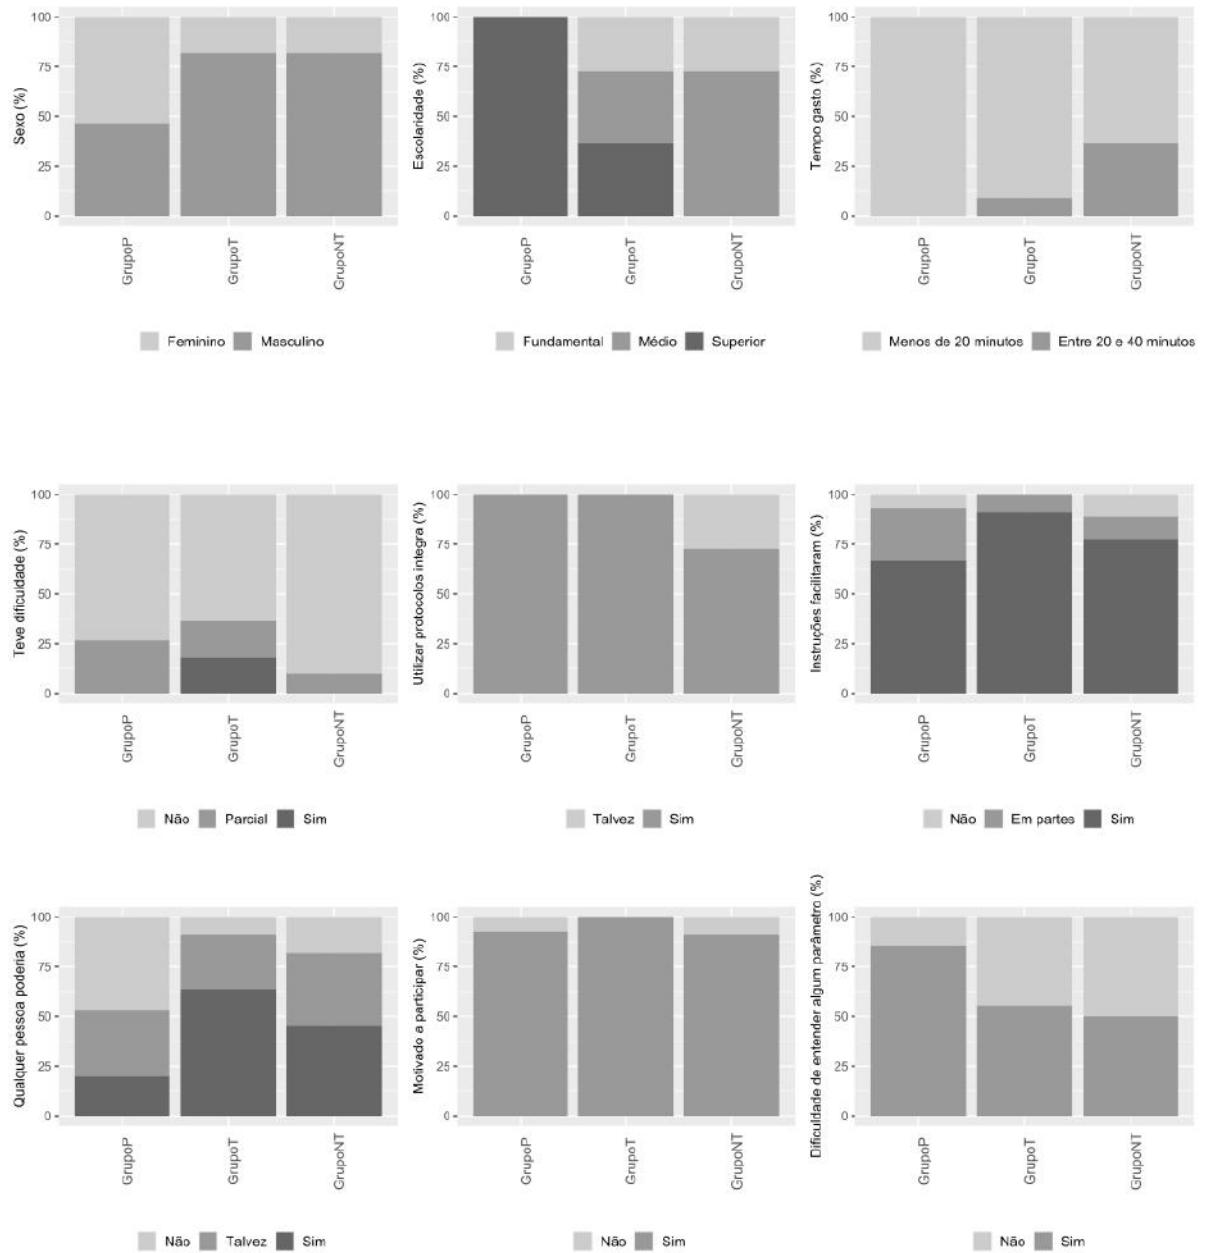 Sexo (%)
100
75
50
25
0
GrupoP
GrupoT
GrupoNT
Feminino Masculino
Escolaridade (%)
100
75
50
25
0
GrupoP
GrupoT
GrupoNT
Fundamental Médio Superior
Tempo gasto (%)
100
75
50
25
0
GrupoP
GrupoT
GrupoNT
Menos de 20 minutos Entre 20 e 40 minutos
Teve dificuldade (%)
100
75
50
25
0
GrupoP
GrupoT
GrupoNT
Não Parcial Sim
Utilizar protocolos integra (%)
100
75
50
25
0
GrupoP
GrupoT
GrupoNT
Talvez Sim
Instruções facilitaram (%)
100
75
50
25
0
GrupoP
GrupoT
GrupoNT
Não Em partes Sim
Qualquer pessoa poderia (%)
100
75
50
25
0
GrupoP
GrupoT
GrupoNT
Não Talvez Sim
Motivado a participar (%)
100
75
50
25
0
GrupoP
GrupoT
GrupoNT
Não Sim
Dificuldade de entender algum parâmetro (%)
100
75
50
25
0
GrupoP
GrupoT
GrupoNT
Não Sim